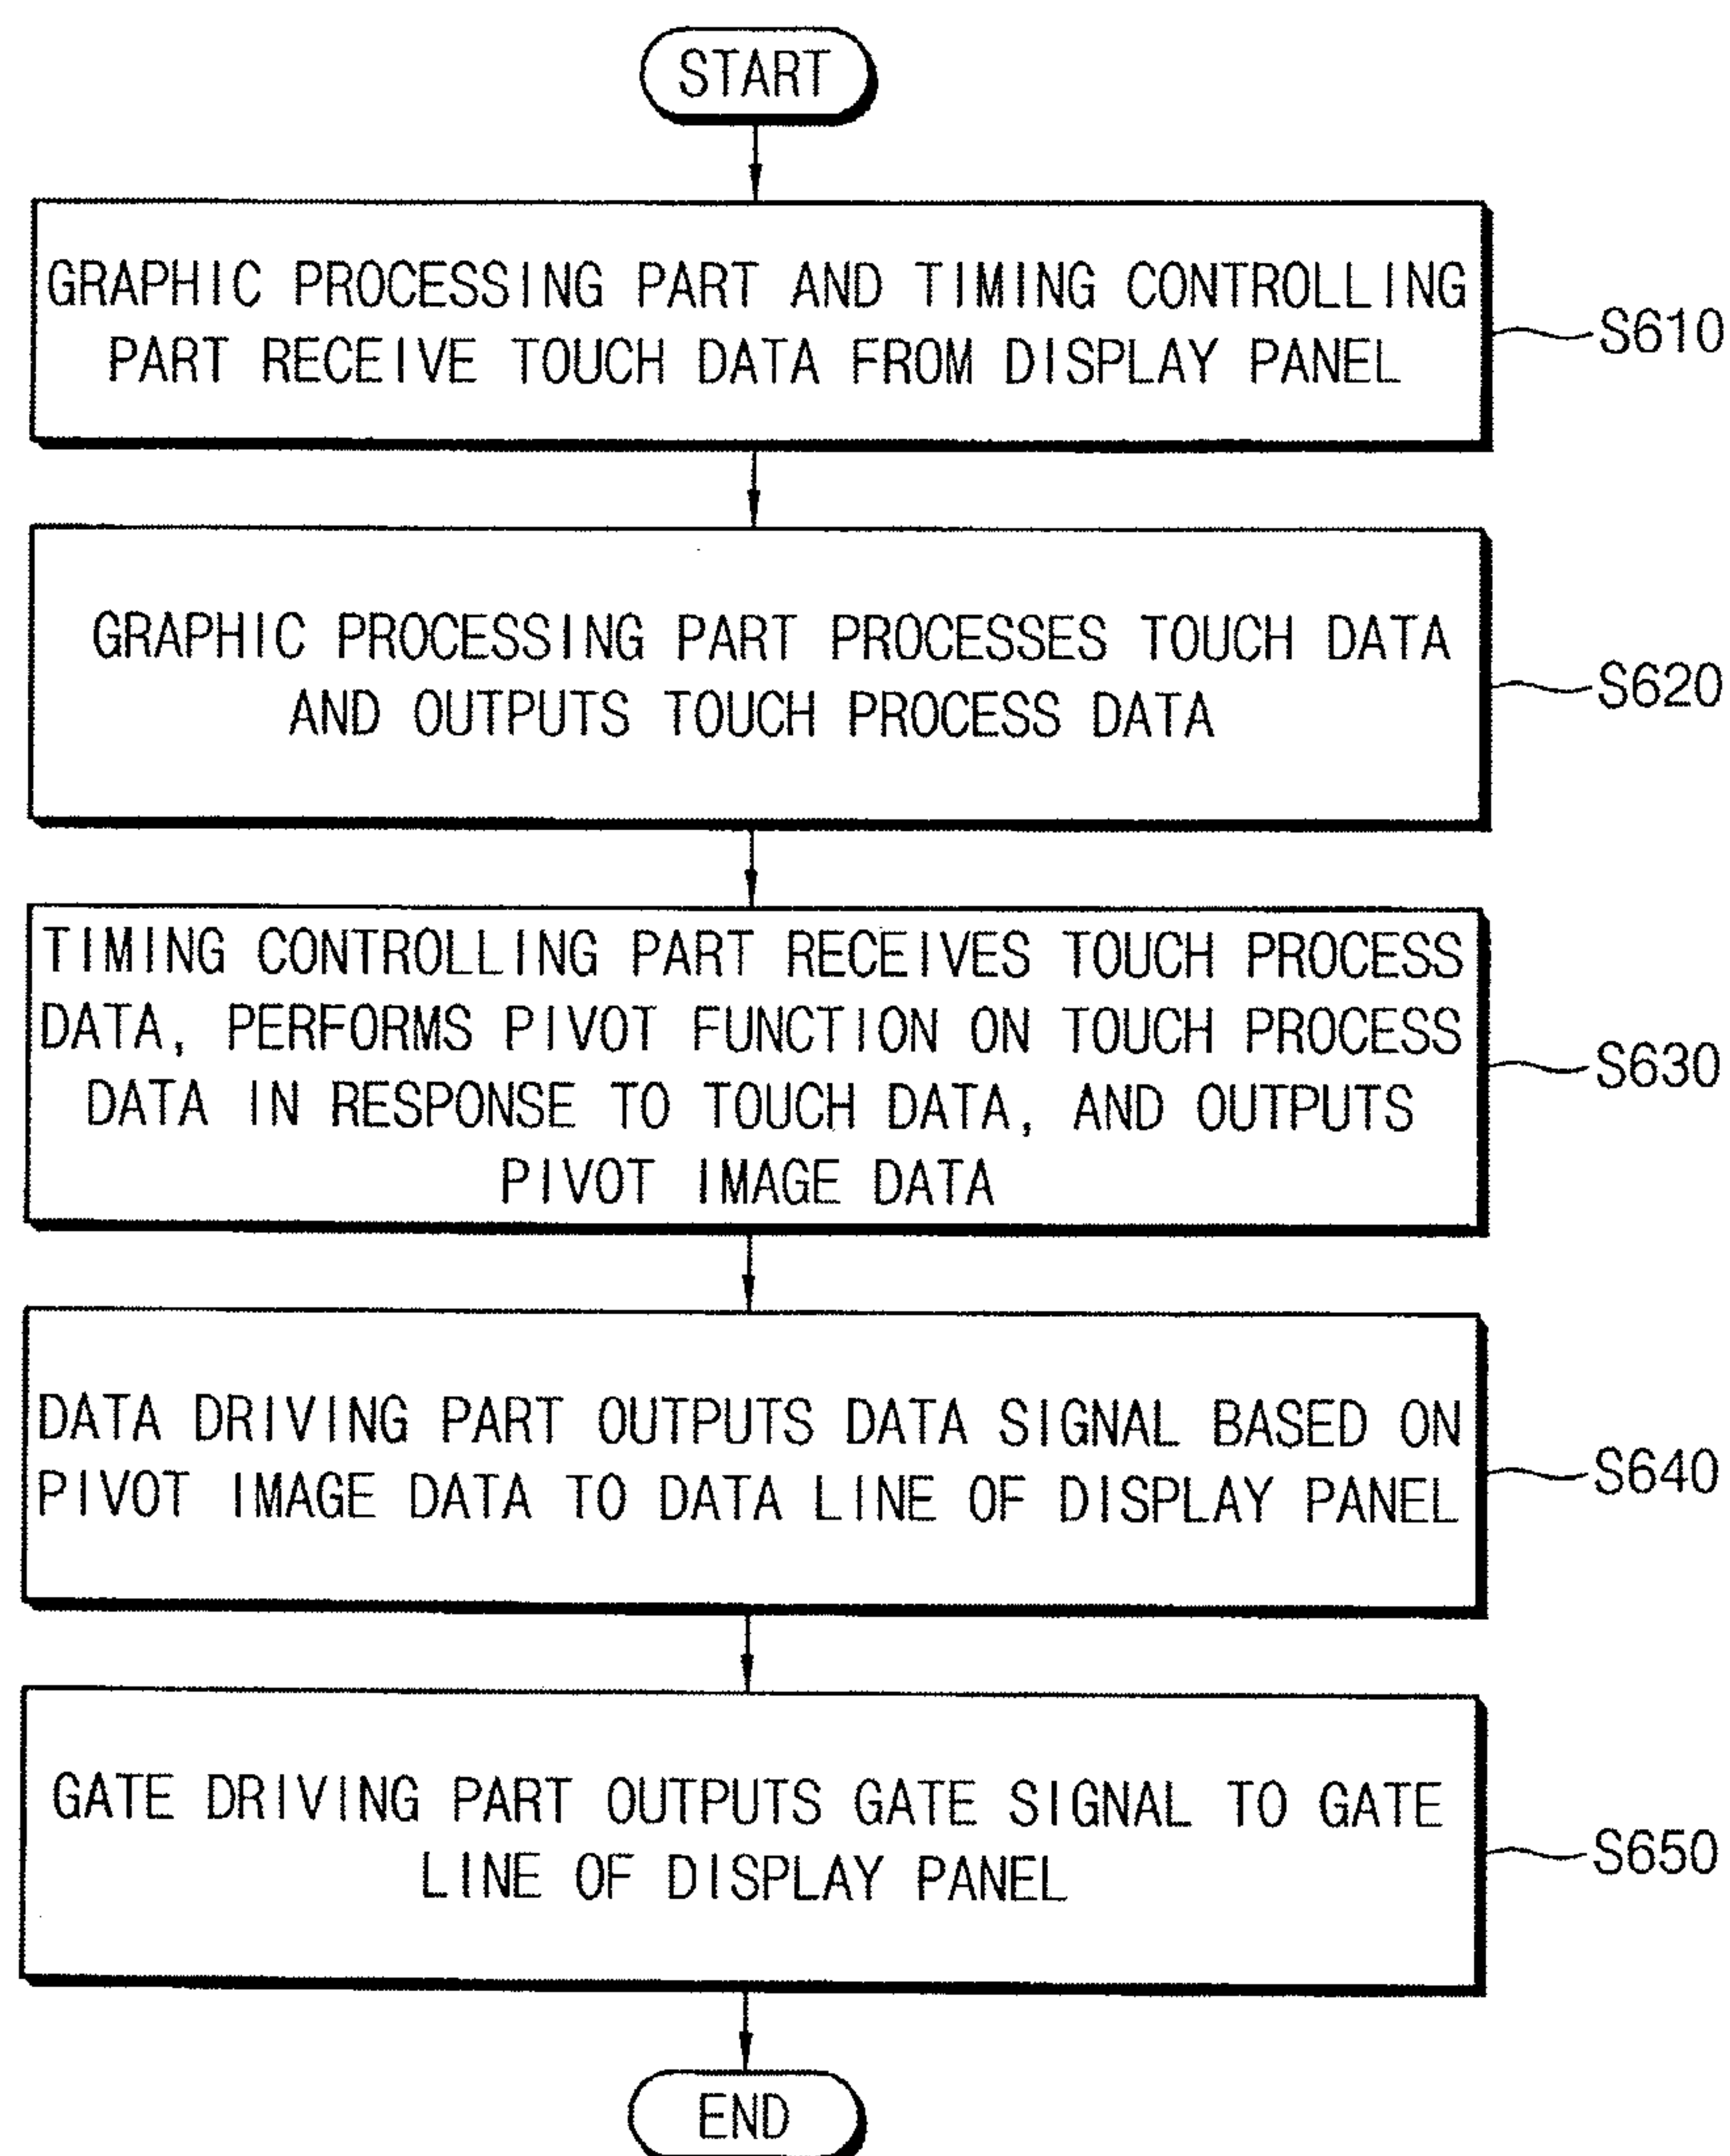 START
GRAPHIC PROCESSING PART AND TIMING CONTROLLING
PART RECEIVE TOUCH DATA FROM DISPLAY PANEL
S610
GRAPHIC PROCESSING PART PROCESSES TOUCH DATA
AND OUTPUTS TOUCH PROCESS DATA
S620
TIMING CONTROLLING PART RECEIVES TOUCH PROCESS
DATA, PERFORMS PIVOT FUNCTION ON TOUCH PROCESS
DATA IN RESPONSE TO TOUCH DATA, AND OUTPUTS
PIVOT IMAGE DATA
S630
DATA DRIVING PART OUTPUTS DATA SIGNAL BASED ON
PIVOT IMAGE DATA TO DATA LINE OF DISPLAY PANEL
S640
GATE DRIVING PART OUTPUTS GATE SIGNAL TO GATE
LINE OF DISPLAY PANEL
S650
END